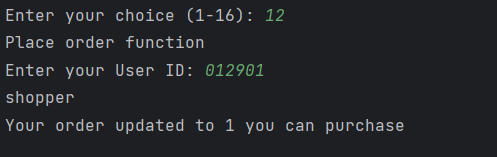 Enter your choice (1-16): 12
Place order function
Enter your User ID: 012901
shopper
Your order updated to 1 you can purchase